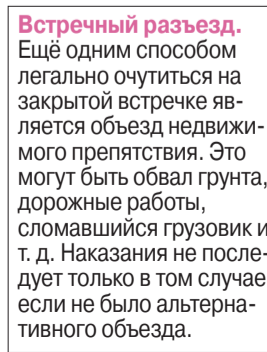 Встречный разъезд.
Ещё одним способом
легально очутиться на
закрытой встречке яв-
ляется объезд недвижи-
мого препятствия. Это
могут быть обвал грунта,
дорожные работы,
сломавшийся грузовик и
т. д. Наказания не после-
дует только в том случае
если не было альтерна-
тивного объезда.